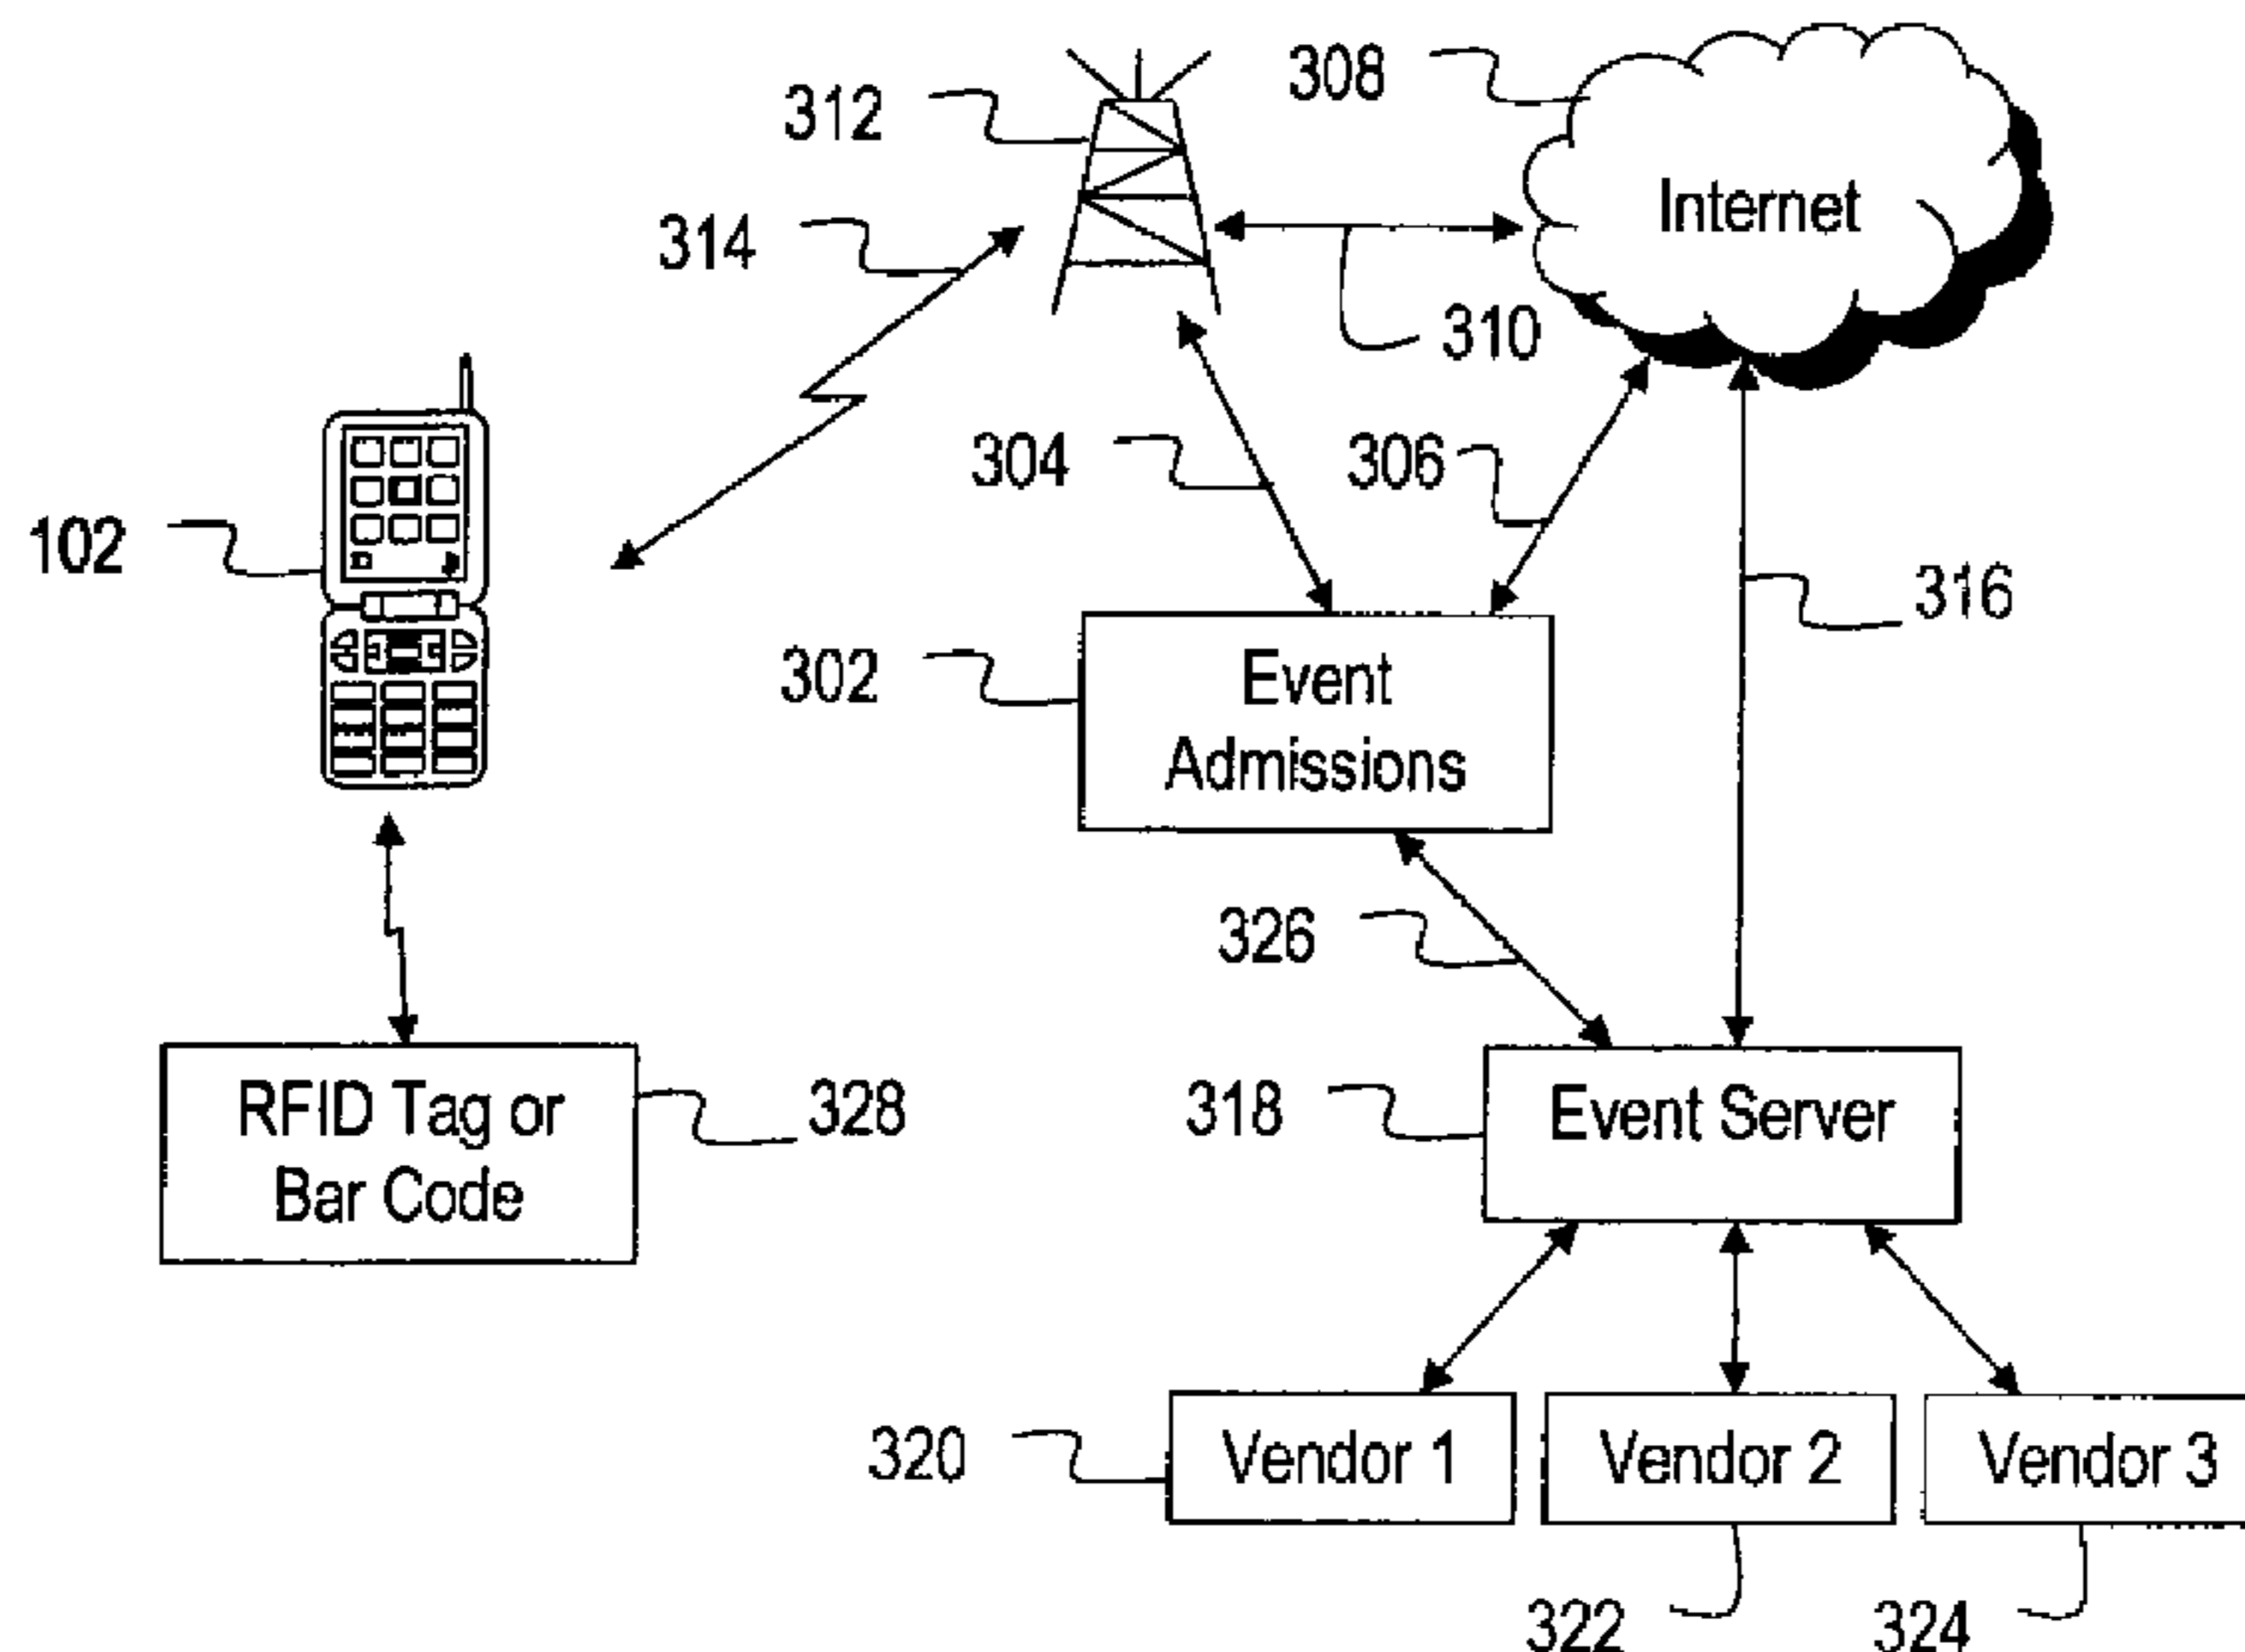 308
312
Internet
314
310
304
306
102
316
302
Event
Admissions
326
RFID Tag or
Bar Code
328
318
Event Server
320
Vendor 1
Vendor 2
Vendor 3
322
324